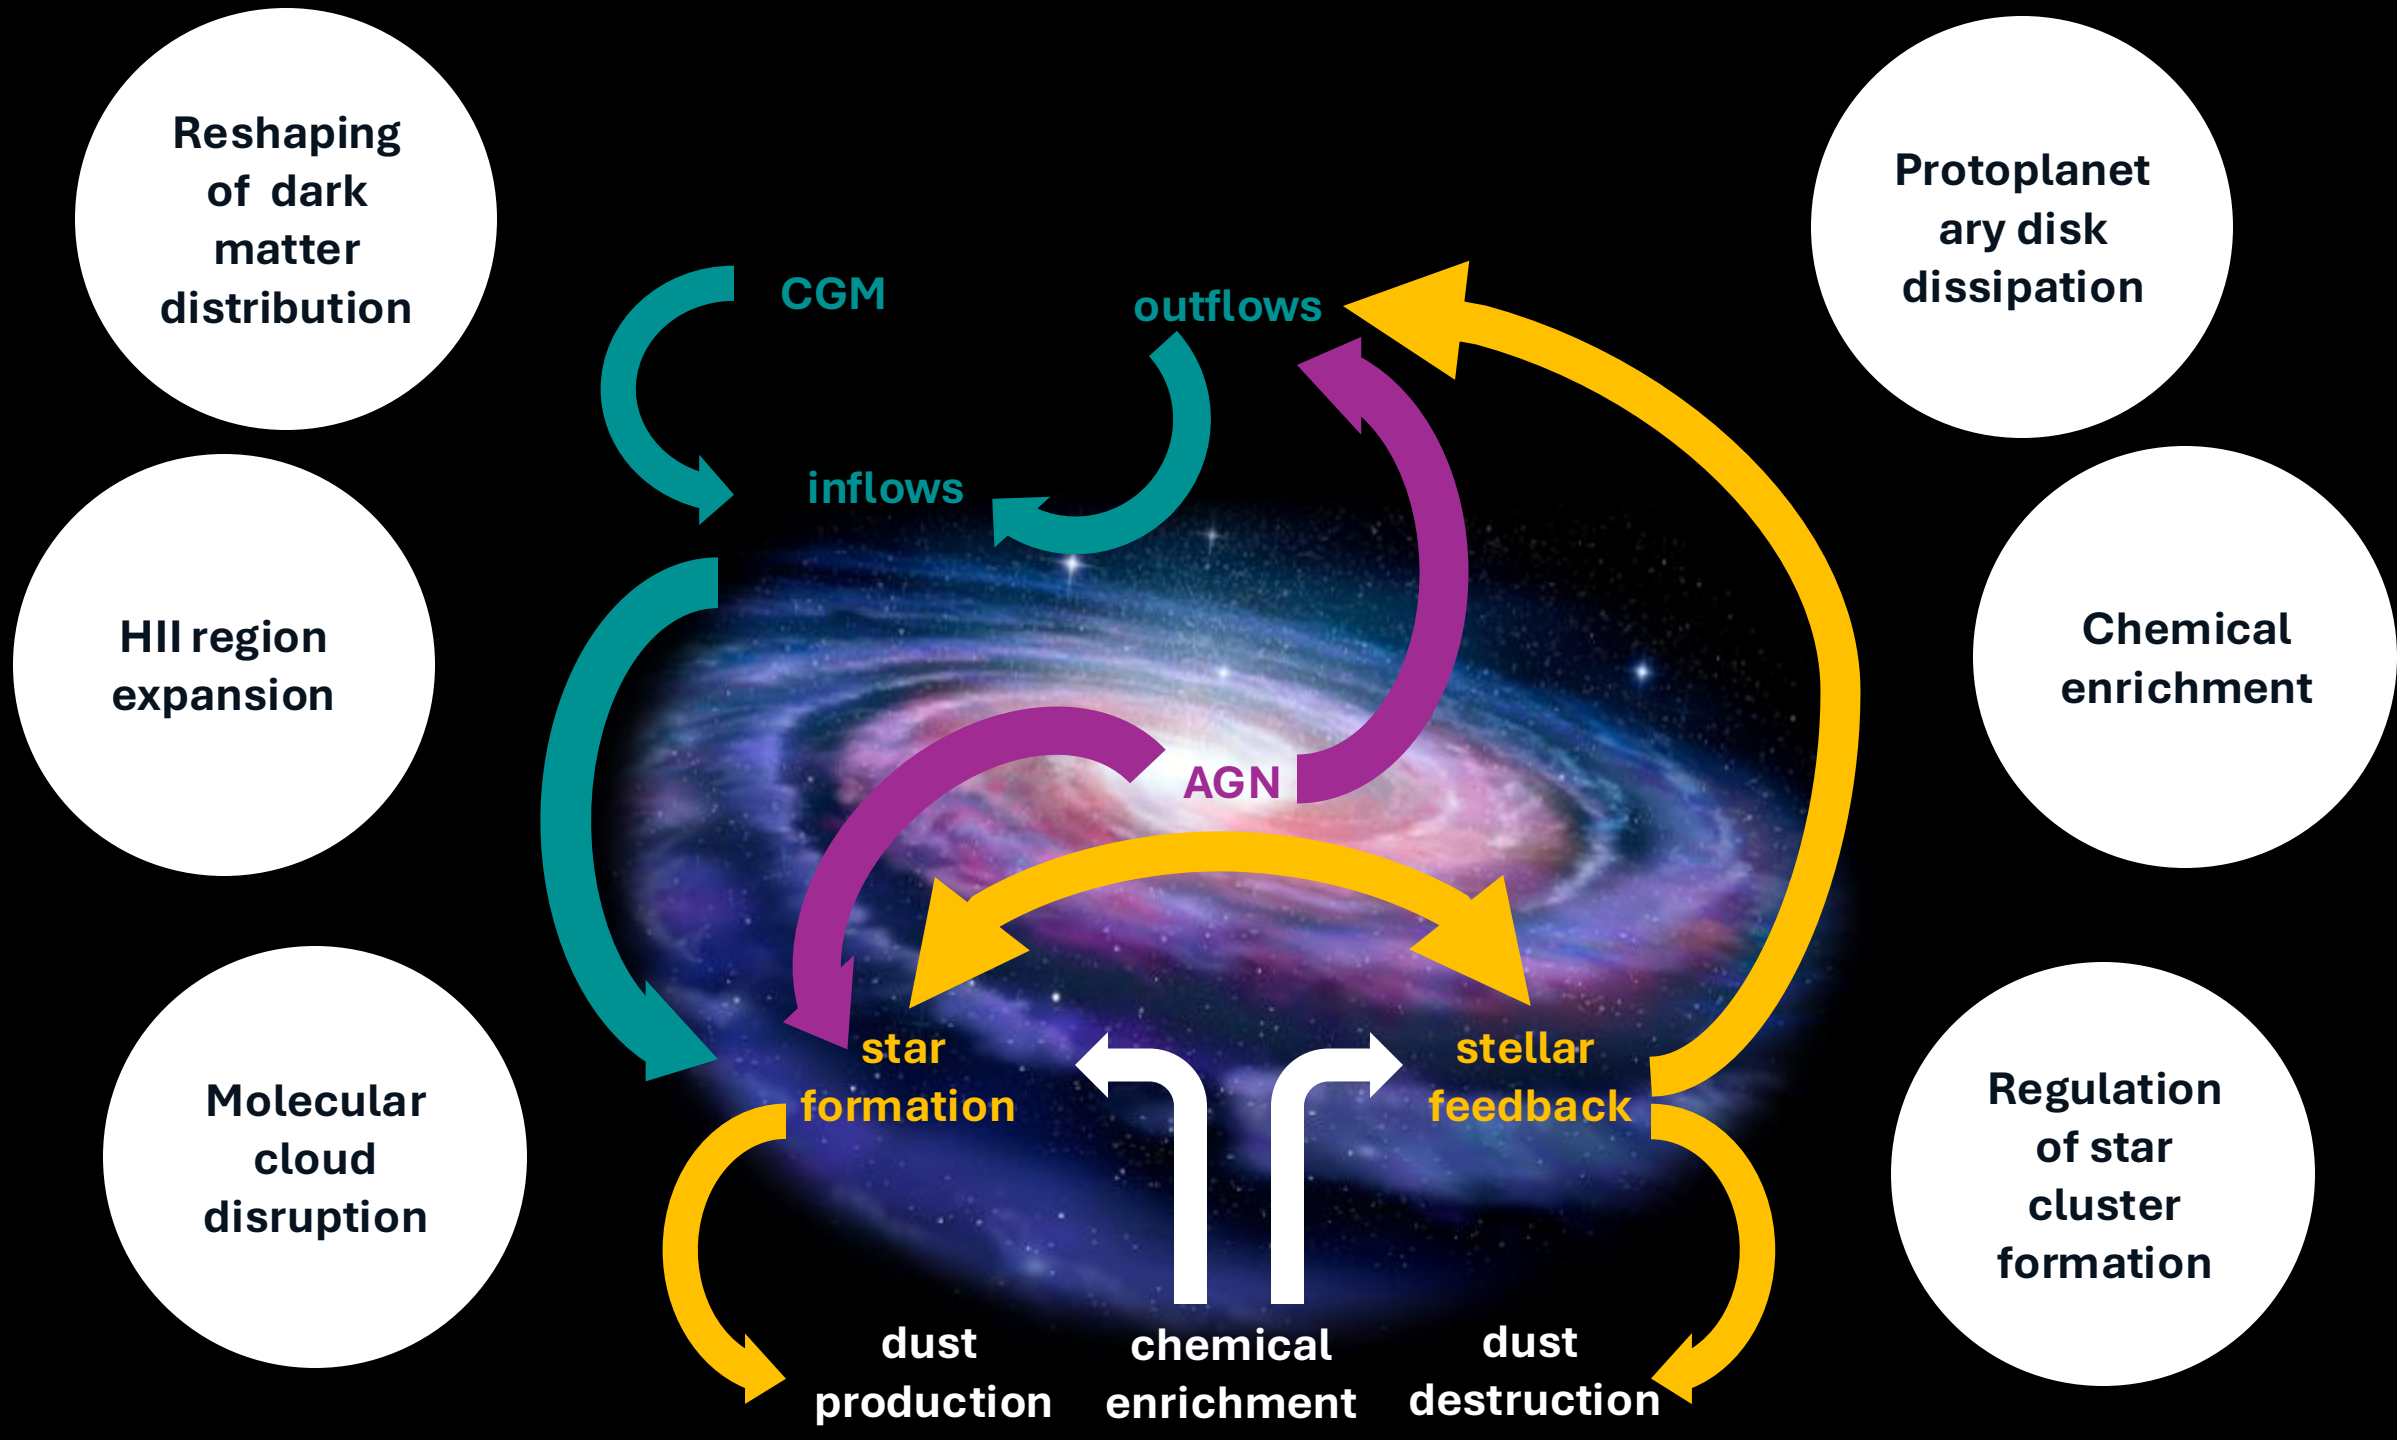 Reshaping
of dark
matter
distribution
HII region
expansion
Molecular
cloud
disruption
CGM
outflows
inflows
AGN
star
formation
stellar
feedback
dust
production
chemical
enrichment
dust
destruction
Protoplanet
ary disk
dissipation
Chemical
enrichment
Regulation
of star
cluster
formation